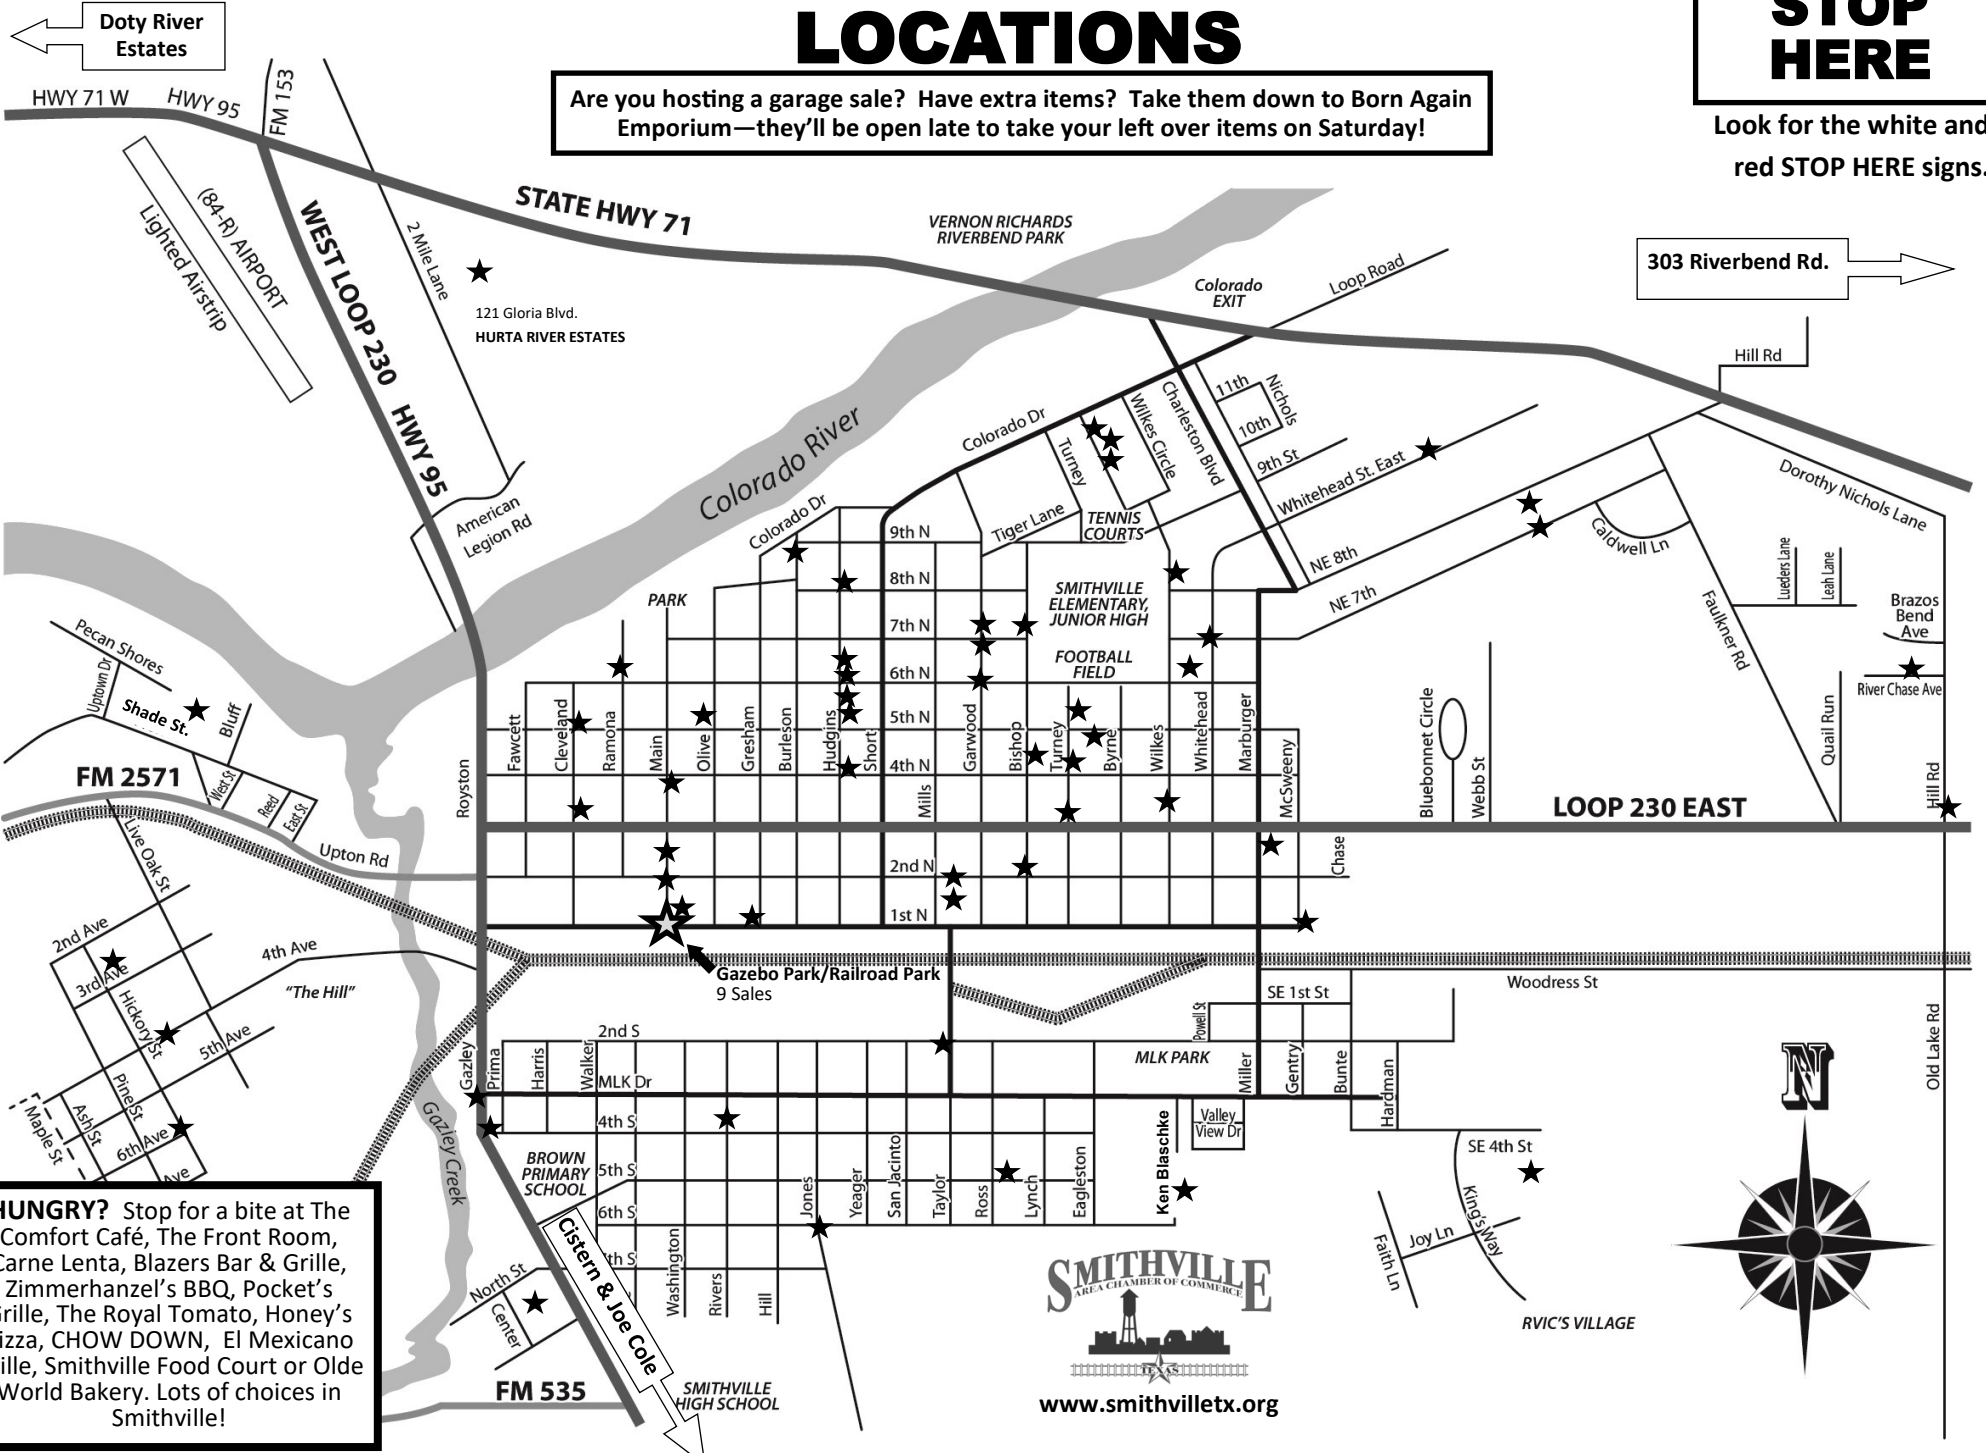 Doty River
Estates
LOCATIONS
Are you hosting a garage sale? Have extra items? Take them down to Born Again
Emporium—they’ll be open late to take your left over items on Saturday!
STOP
HERE
Look for the white and
red STOP HERE signs.
303 Riverbend Rd.
HWY 71 W
HWY 95
FM 153
(84-R) AIRPORT
Lighted Airstrip
WEST LOOP 230 HWY 95
2 Mile Lane
STATE HWY 71
121 Gloria Blvd.
HURTA RIVER ESTATES
VERNON RICHARDS
RIVERBEND PARK
Colorado
EXIT
Loop Road
Hill Rd
Colorado River
American
Legion Rd
Colorado Dr
Colorado Dr
Turney
Wilkes Circle
Charleston Blvd
11th
Nichols
10th
9th St
Whitehead St. East
Tiger Lane
TENNIS
COURTS
NE 8th
NE 7th
Caldwell Ln
Dorothy Nichols Lane
Faulkner Rd
Lueders Lane
Leah Lane
Brazos
Bend
Ave
River Chase Ave
Quail Run
Hill Rd
PARK
9th N
8th N
7th N
6th N
5th N
4th N
2nd N
1st N
SMITHVILLE
ELEMENTARY,
JUNIOR HIGH
FOOTBALL
FIELD
Pecan Shores
Uptown Dr
Shade St.
Bluff
West St
Reed
East St
FM 2571
Upton Rd
Live Oak St
Royston
Fawcett
Cleveland
Ramona
Main
Olive
Gresham
Burleson
Hudgins
Short
Mills
Garwood
Bishop
Turney
Byrne
Wilkes
Whitehead
Marburger
McSweeny
Chase
Bluebonnet Circle
Webb St
LOOP 230 EAST
2nd Ave
3rd Ave
4th Ave
5th Ave
6th Ave
Ave
"The Hill"
Hickory St
Pine St
Ash St
Maple St
Gazebo Park/Railroad Park
9 Sales
Woodress St
Old Lake Rd
SE 1st St
Powell St
MLK PARK
Miller
Gentry
Bunte
Hardman
Gazley
Prima
Harris
Walker
2nd S
MLK Dr
4th S
5th S
6th S
th S
Gazley Creek
BROWN
PRIMARY
SCHOOL
Washington
Rivers
Hill
Jones
Yeager
San Jacinto
Taylor
Ross
Lynch
Eagleston
Ken Blaschke
Valley
View Dr
SE 4th St
King's Way
Joy Ln
Faith Ln
RVIC'S VILLAGE
North St
Center
Cistern & Joe Cole
FM 535
SMITHVILLE
HIGH SCHOOL
SMITHVILLE
AREA CHAMBER OF COMMERCE
TEXAS
www.smithvilletx.org
N
HUNGRY? Stop for a bite at The
Comfort Café, The Front Room,
Carne Lenta, Blazers Bar & Grille,
Zimmerhanzel’s BBQ, Pocket’s
Grille, The Royal Tomato, Honey’s
izza, CHOW DOWN, El Mexicano
ille, Smithville Food Court or Olde
World Bakery. Lots of choices in
Smithville!